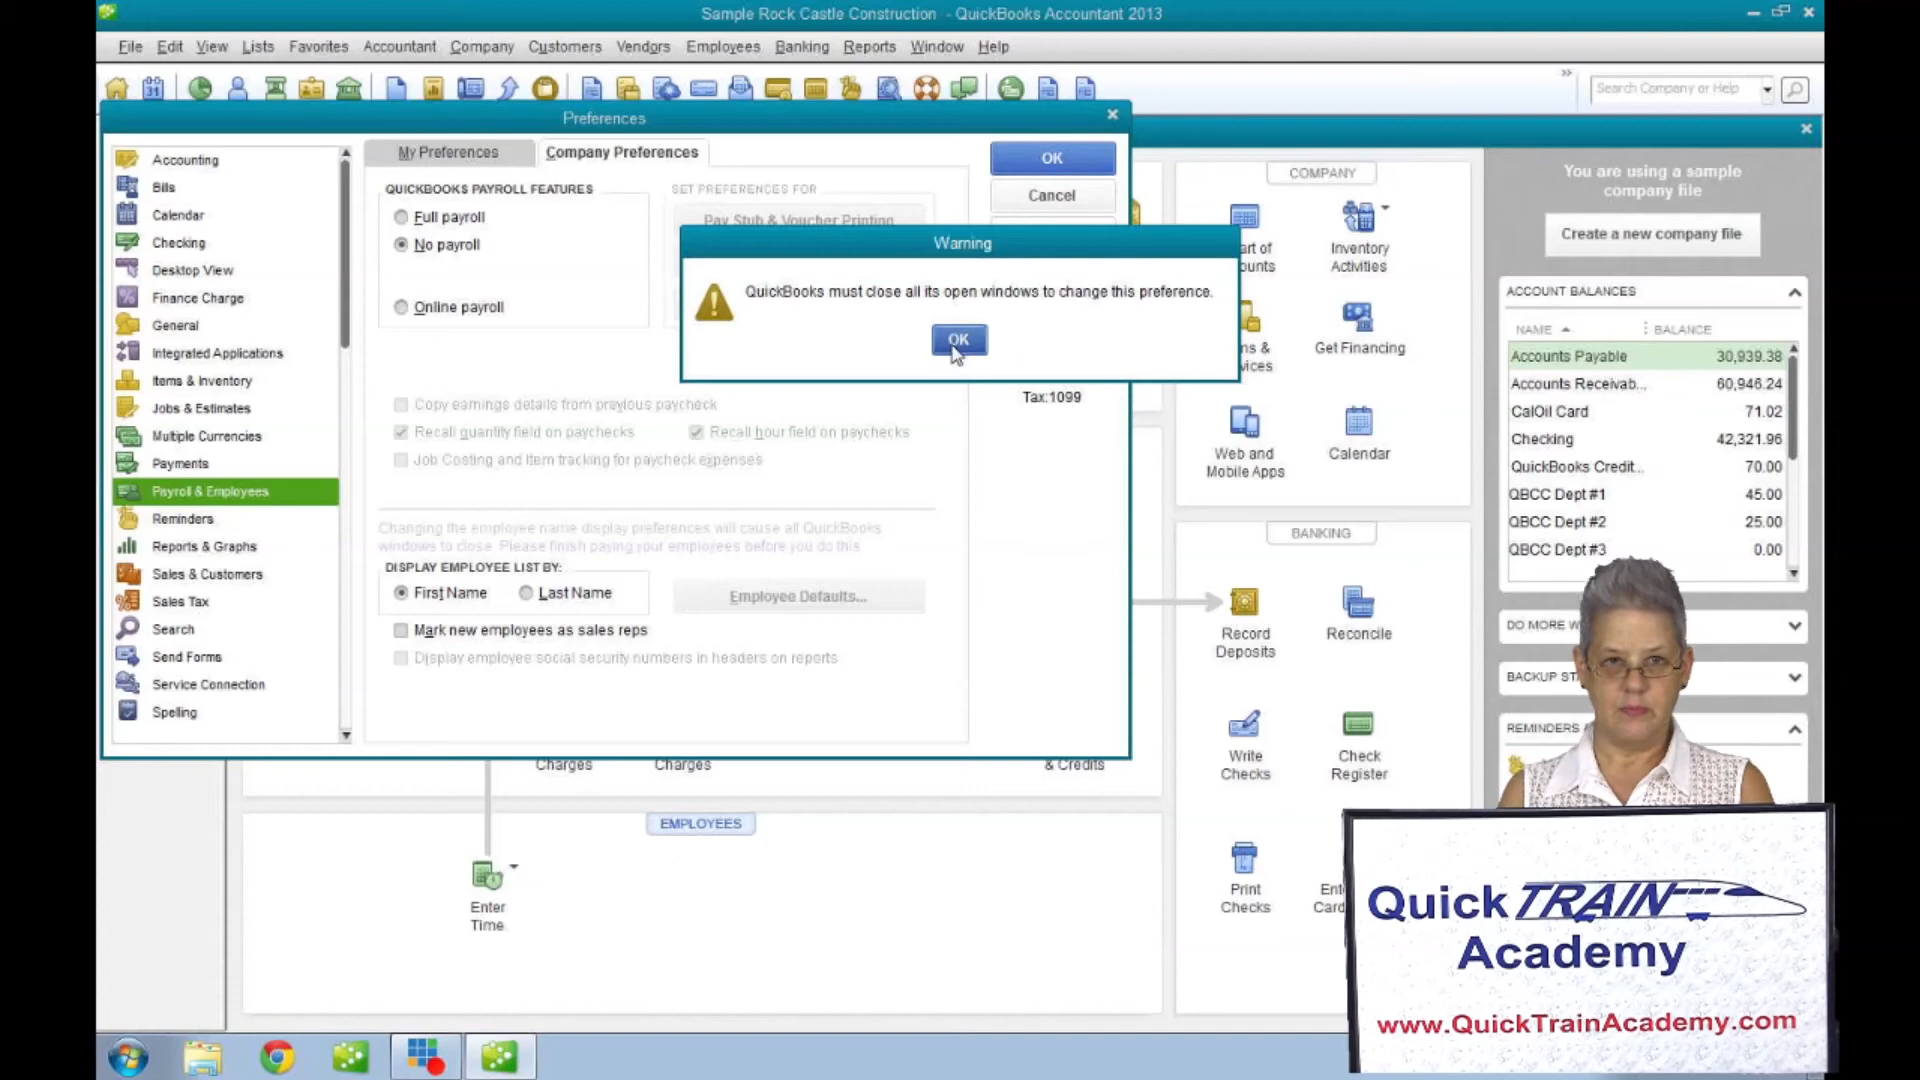 Sample Rock Castle Construction - QuickBooks Accountant 2013
File Edit View Lists Favorites Accountant Company Customers Vendors Employees Banking Reports Window Help
31
Search Company or Help
Preferences
Accounting
Bills
Calendar
Checking
Desktop View
Finance Charge
General
Integrated Applications
Items & Inventory
Jobs & Estimates
Multiple Currencies
Payments
Payroll & Employees
Reminders
Reports & Graphs
Sales & Customers
Sales Tax
Search
Send Forms
Service Connection
Spelling
My Preferences
Company Preferences
QUICKBOOKS PAYROLL FEATURES
Full payroll
No payroll
Online payroll
SET PREFERENCES FOR
Pay Stub & Voucher Printing
OK
Cancel
Warning
QuickBooks must close all its open windows to change this preference.
OK
Tax:1099
Copy earnings details from previous paycheck
Recall quantity field on paychecks
Recall hour field on paychecks
Job Costing and Item tracking for paycheck expenses
Changing the employee name display preferences will cause all QuickBooks
windows to close. Please finish paying your employees before you do this
DISPLAY EMPLOYEE LIST BY:
First Name
Last Name
Employee Defaults...
Mark new employees as sales reps
Display employee social security numbers in headers on reports
Charges
Charges
& Credits
EMPLOYEES
Enter
Time
COMPANY
art of
ounts
Inventory
Activities
ns &
vices
Get Financing
Web and
Mobile Apps
Calendar
BANKING
Record
Deposits
Reconcile
Write
Checks
Check
Register
Print
Checks
Ent
Card
You are using a sample
company file
Create a new company file
ACCOUNT BALANCES
NAME BALANCE
Accounts Payable 30,939.38
Accounts Receivab... 60,946.24
CalOil Card 71.02
Checking 42,321.96
QuickBooks Credit... 70.00
QBCC Dept #1 45.00
QBCC Dept #2 25.00
QBCC Dept #3 0.00
DO MORE W
BACKUP ST
REMINDERS
Quick TRAIN
Academy
www.QuickTrainAcademy.com